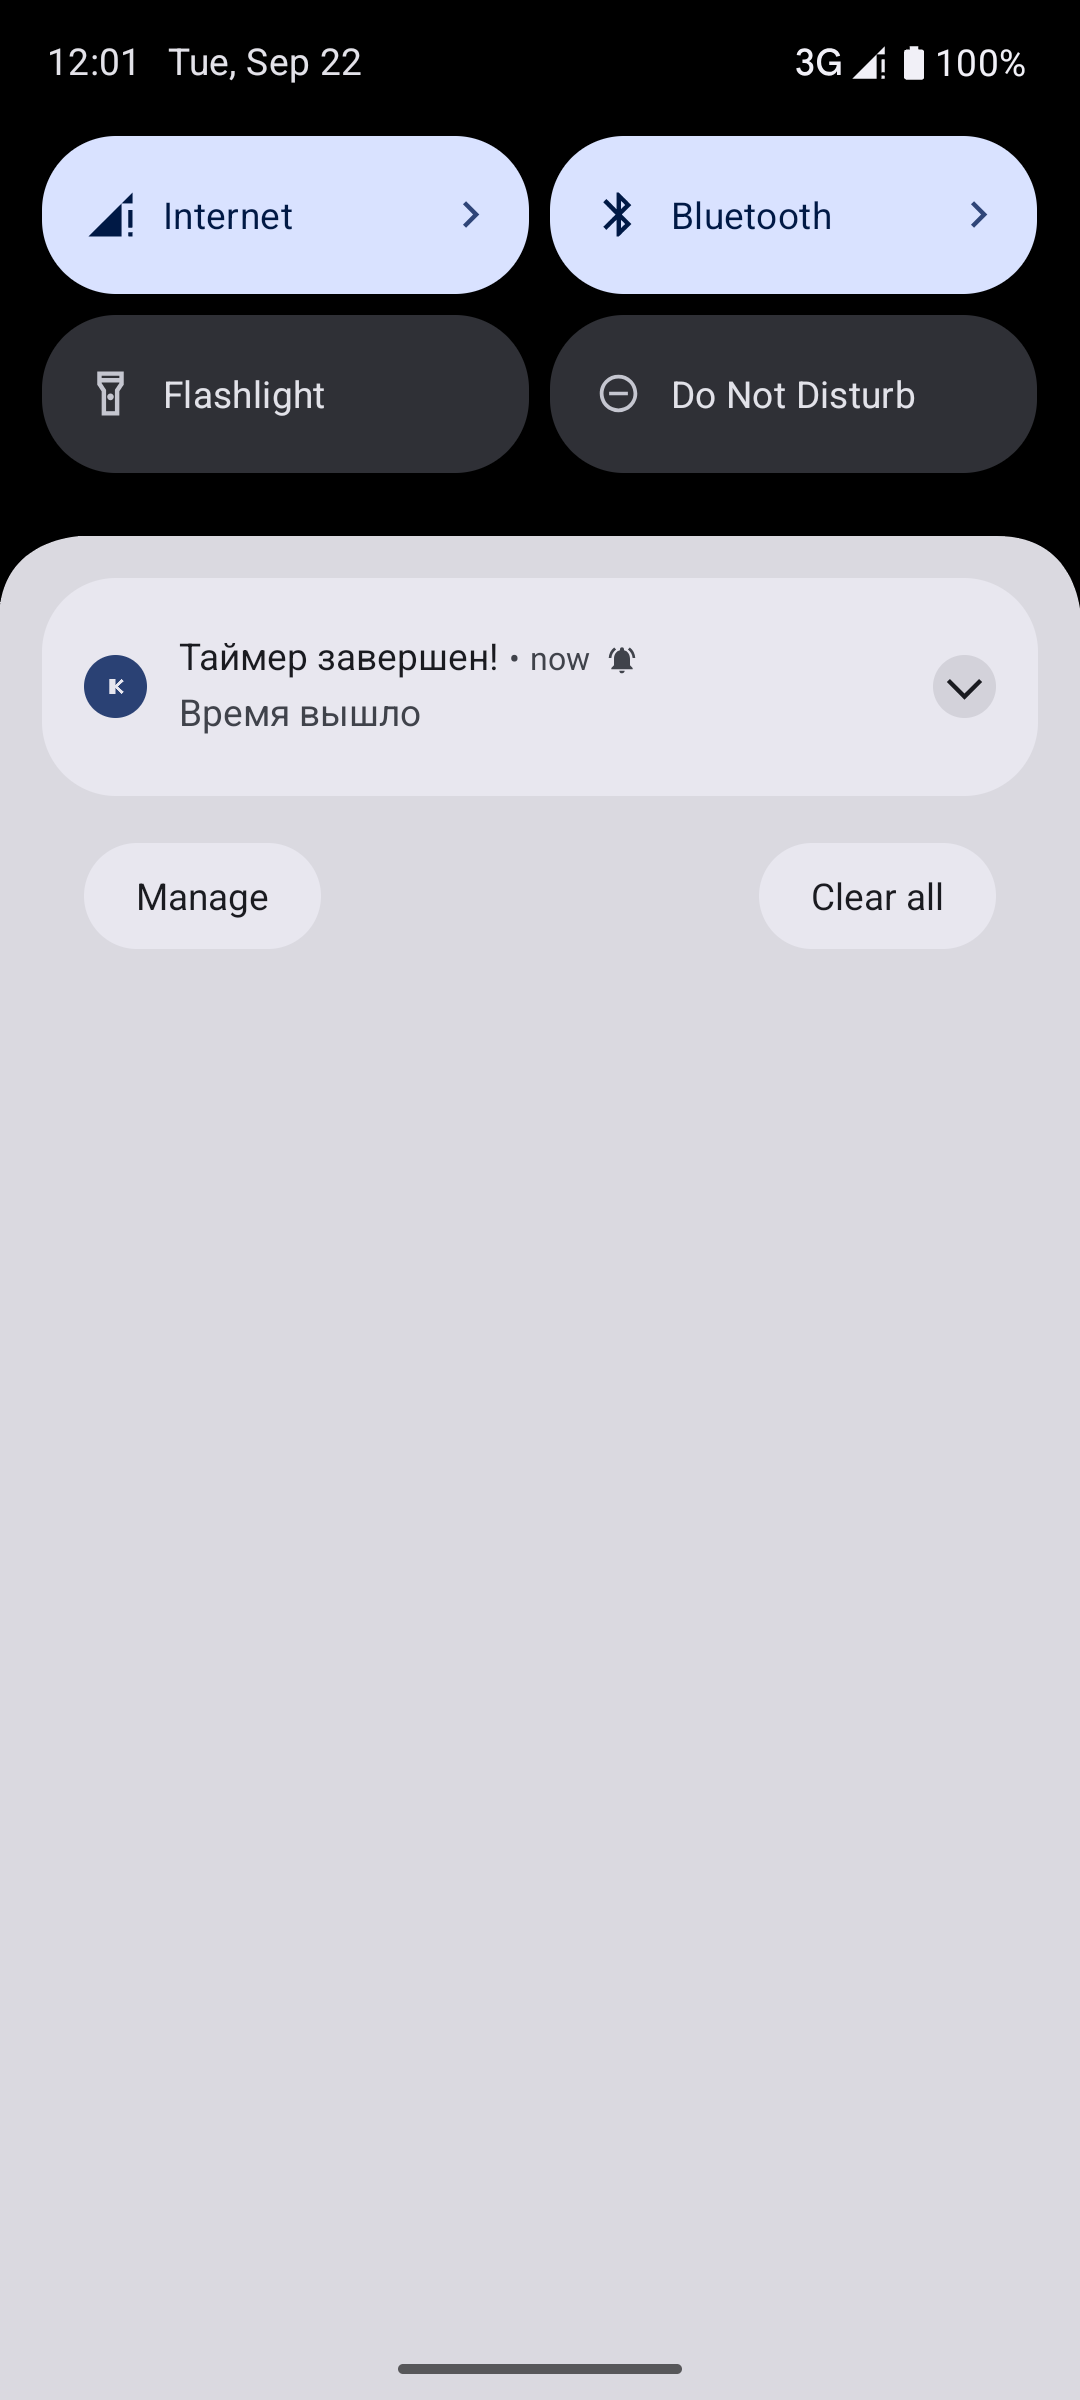 12:01 Tue, Sep 22 3G 100%
Internet Bluetooth
Flashlight Do Not Disturb
Таймер завершен! • now
Время вышло
Manage Clear all